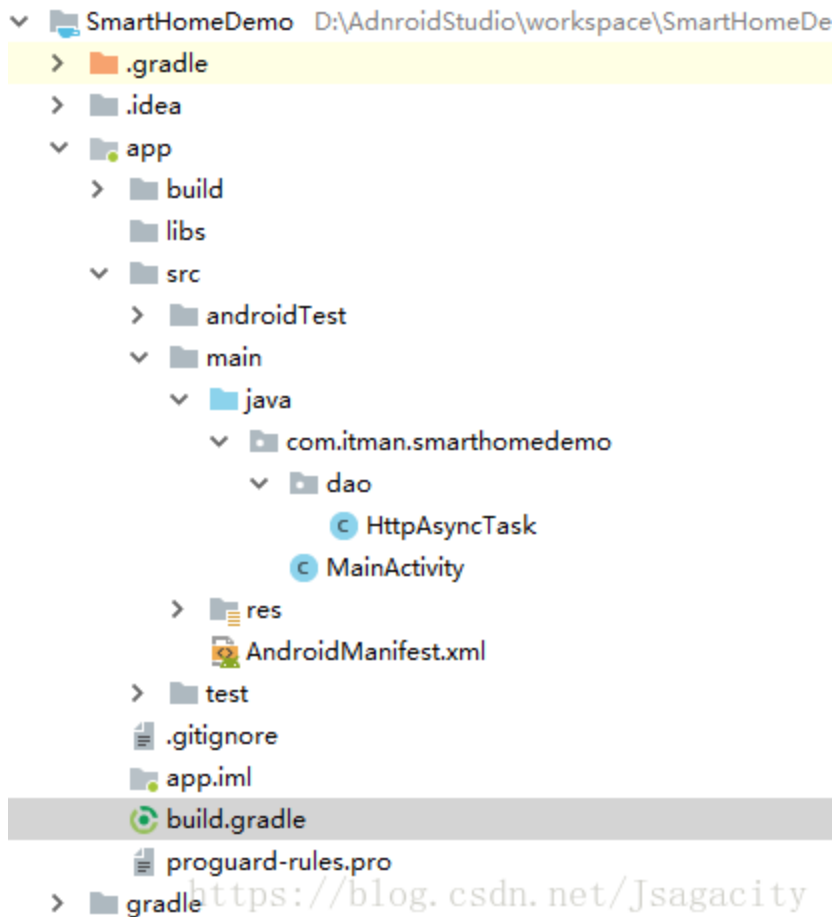 SmartHomeDemo D:\AdnroidStudio\workspace\SmartHomeDe
.gradle
.idea
app
build
libs
src
androidTest
main
java
com.itman.smarthomedemo
dao
HttpAsyncTask
MainActivity
res
AndroidManifest.xml
test
.gitignore
app.iml
build.gradle
proguard-rules.pro
gradle
https://blog.csdn.net/Jsagacity